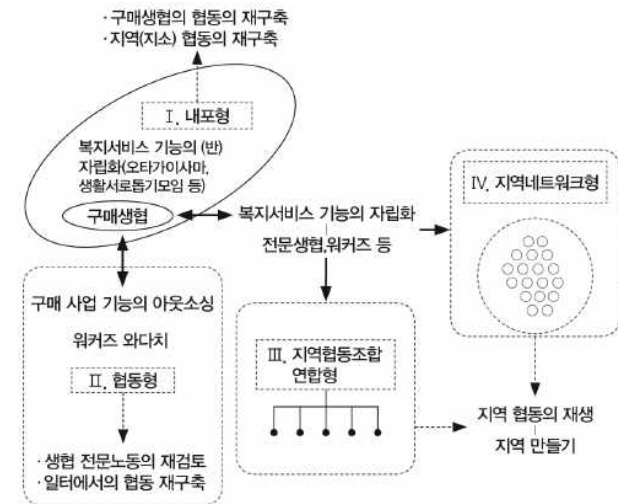 · 구매생협의 협동의 재구축
· 지역(지소) 협동의 재구축
Ⅰ. 내포형
복지서비스 기능의 (반)
자립화(오타가이사마,
생활서로돕기모임 등)
구매생협
복지서비스 기능의 자립화
전문생협,워커즈 등
Ⅳ. 지역네트워크형
구매 사업 기능의 아웃소싱
워커즈 와다치
Ⅱ. 협동형
· 생협 전문노동의 재검토
· 일터에서의 협동 재구축
Ⅲ. 지역협동조합
연합형
지역 협동의 재생
지역 만들기